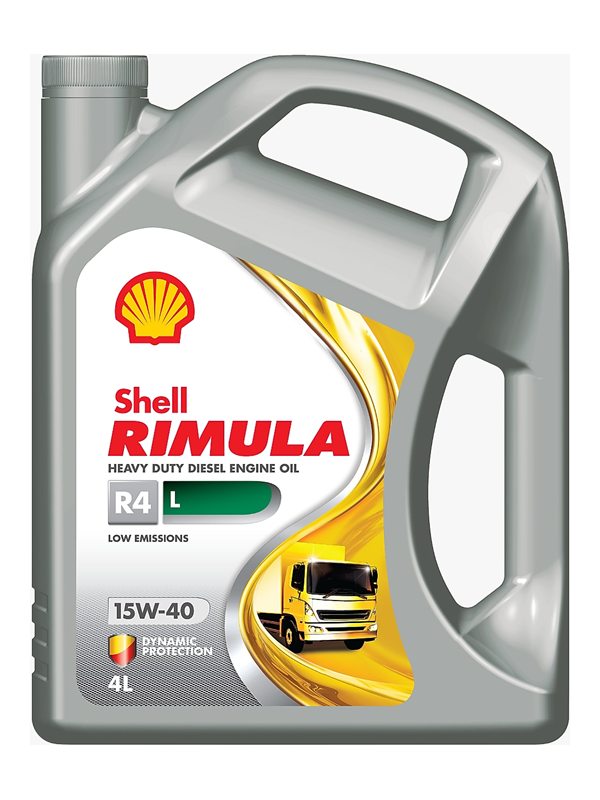 Shell
RIMULA
HEAVY DUTY DIESEL ENGINE OIL
R4 L
LOW EMISSIONS
15W-40
DYNAMIC
PROTECTION
4L